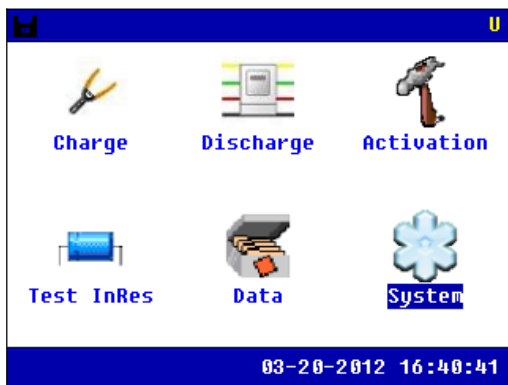 U
Charge Discharge Activation
Test InRes Data System
03-20-2012 16:40:41